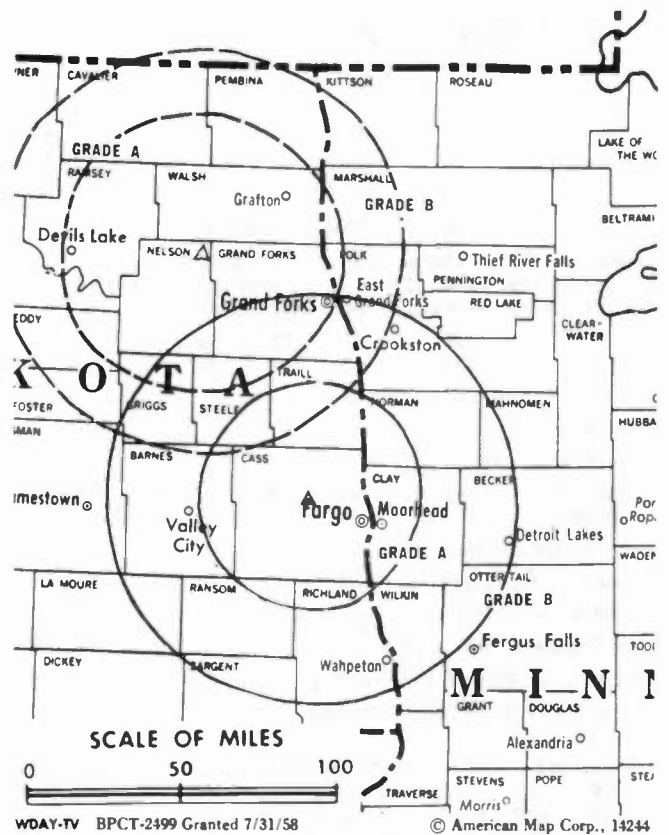 CAVALIER
PEMBINA
KITTSON
ROSEAU
LAKE OF
THE WO
GRADE A
RAMSEY
WALSH
MARSHALL
Grafton
GRADE B
BELTRAMI
Devils Lake
NELSON
GRAND FORKS
POLK
Thief River Falls
PENNINGTON
Grand Forks
East
Grand Forks
RED LAKE
Crookston
CLEAR-
WATER
EDDY
KOTA
TRAILL
GRIGGS
STEELE
NORMAN
MAHNOMEN
FOSTER
HUBBA
BARNES
CASS
CLAY
BECKER
amestown
Valley
City
Fargo
Moorhead
Detroit Lakes
GRADE A
WADEN
OTTER TAIL
LA MOURE
RANSOM
RICHLAND
WILKIN
GRADE B
Fergus Falls
DICKEY
SARGENT
Wahpeton
MINN
GRANT
DOUGLAS
SCALE OF MILES
Alexandria
0 50 100
TRAVERSE
STEVENS
POPE
Morris
WDAY-TV BPCT-2499 Granted 7/31/58
© American Map Corp., 14244